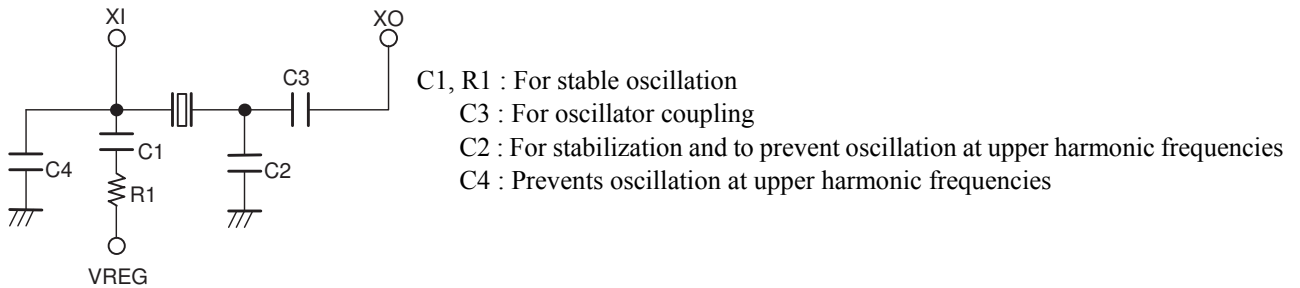 XI
XO
C3
C1
C4
C2
R1
VREG
C1, R1 : For stable oscillation
C3 : For oscillator coupling
C2 : For stabilization and to prevent oscillation at upper harmonic frequencies
C4 : Prevents oscillation at upper harmonic frequencies